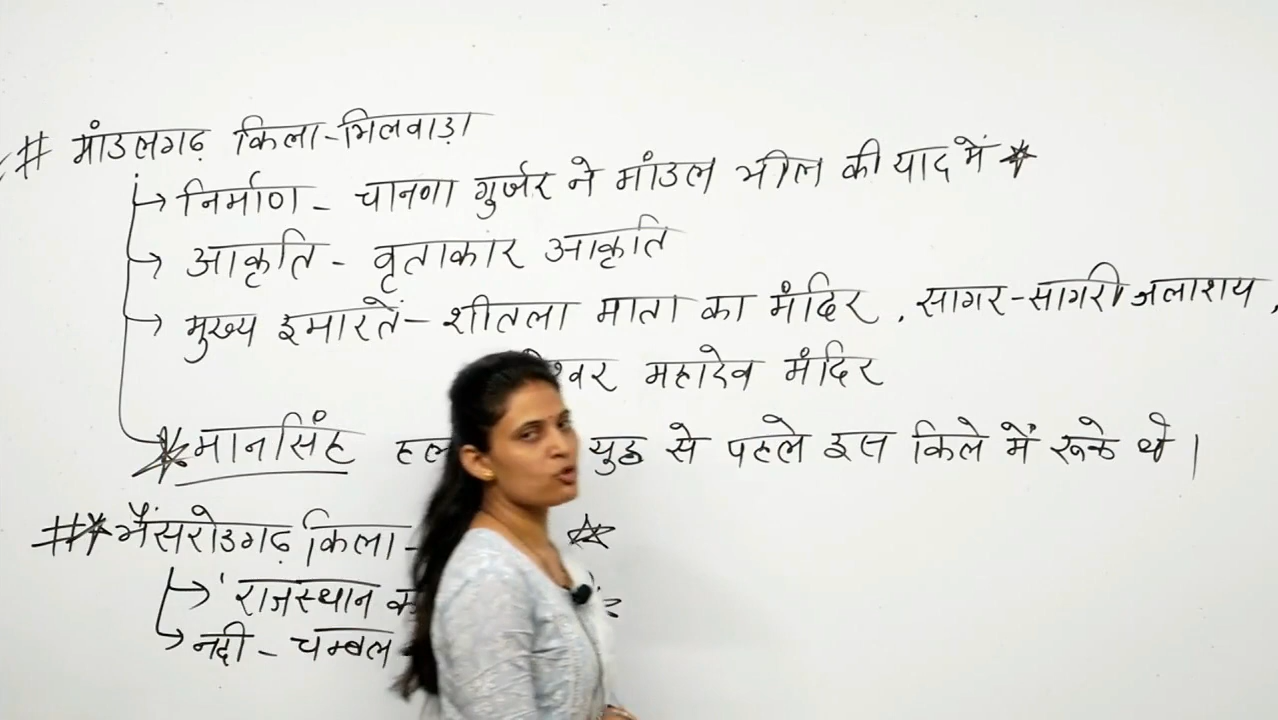 # मांडलगढ़ किला - भिलवाड़ा
→ निर्माण - चानणा गुर्जर ने मांडल भील की याद में
→ आकृति - वृताकार आकृति
→ मुख्य इमारतें - शीतला माता का मंदिर, सागर-सागरी जलाशय,
महादेव मंदिर
मानसिंह युद्ध से पहले इस किले में रूके थे।
## भैंसरोडगढ़ किला -
→ 'राजस्थान
→ नदी - चम्बल